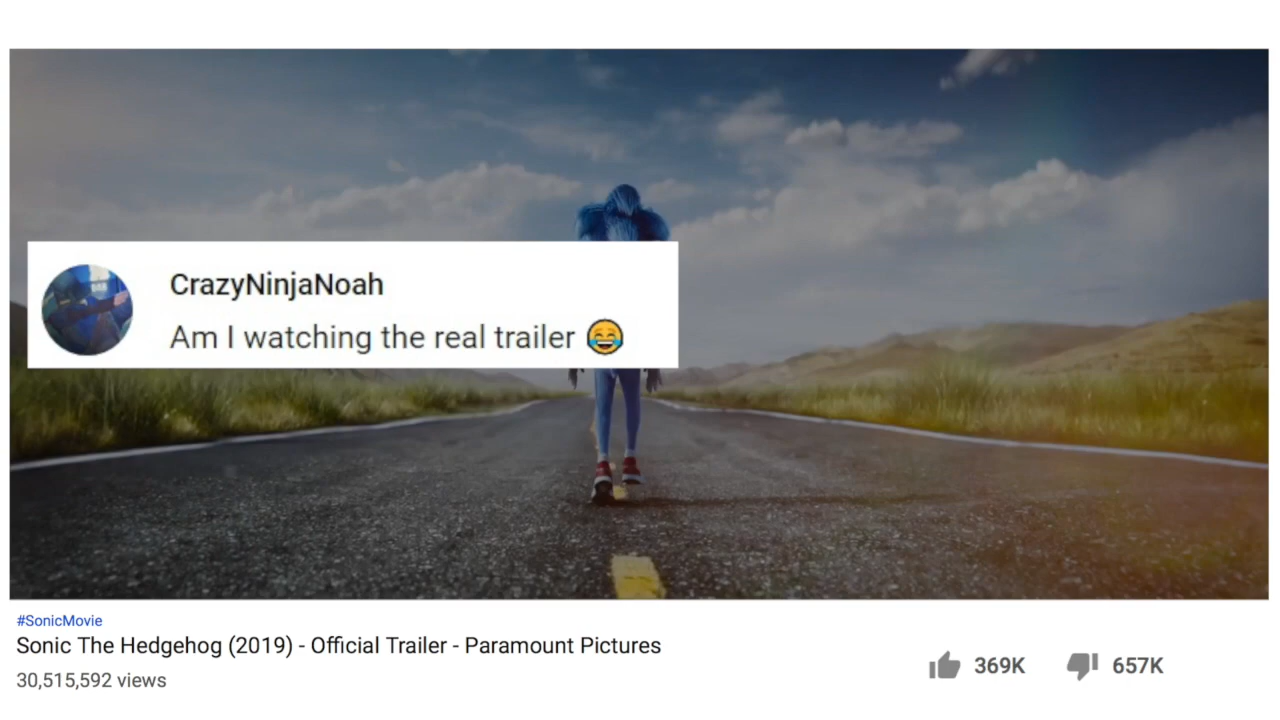 CrazyNinjaNoah
Am I watching the real trailer 😂
#SonicMovie
Sonic The Hedgehog (2019) - Official Trailer - Paramount Pictures
30,515,592 views
369K
657K